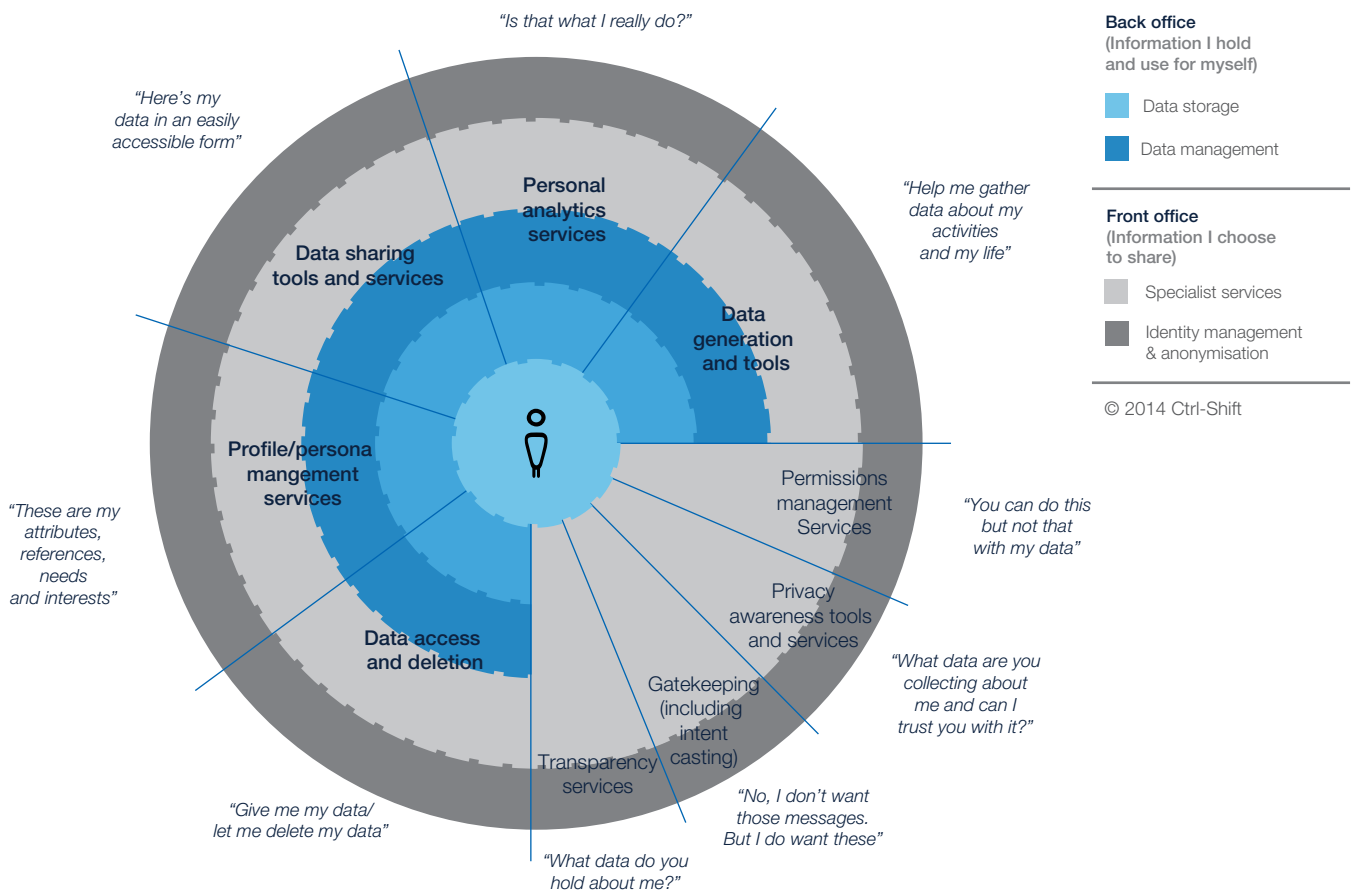 “Is that what I really do?”
“Here’s my
data in an easily
accessible form”
“Help me gather
data about my
activities
and my life”
Personal
analytics
services
Data sharing
tools and services
Data
generation
and tools
Profile/persona
mangement
services
“These are my
attributes,
references,
needs
and interests”
Permissions
management
Services
“You can do this
but not that
with my data”
Privacy
awareness tools
and services
“What data are you
collecting about
me and can I
trust you with it?”
Data access
and deletion
Gatekeeping
(including
intent
casting)
Transparency
services
“Give me my data/
let me delete my data”
“No, I don’t want
those messages.
But I do want these”
“What data do you
hold about me?”
Back office
(Information I hold
and use for myself)
Data storage
Data management
Front office
(Information I choose
to share)
Specialist services
Identity management
& anonymisation
© 2014 Ctrl-Shift